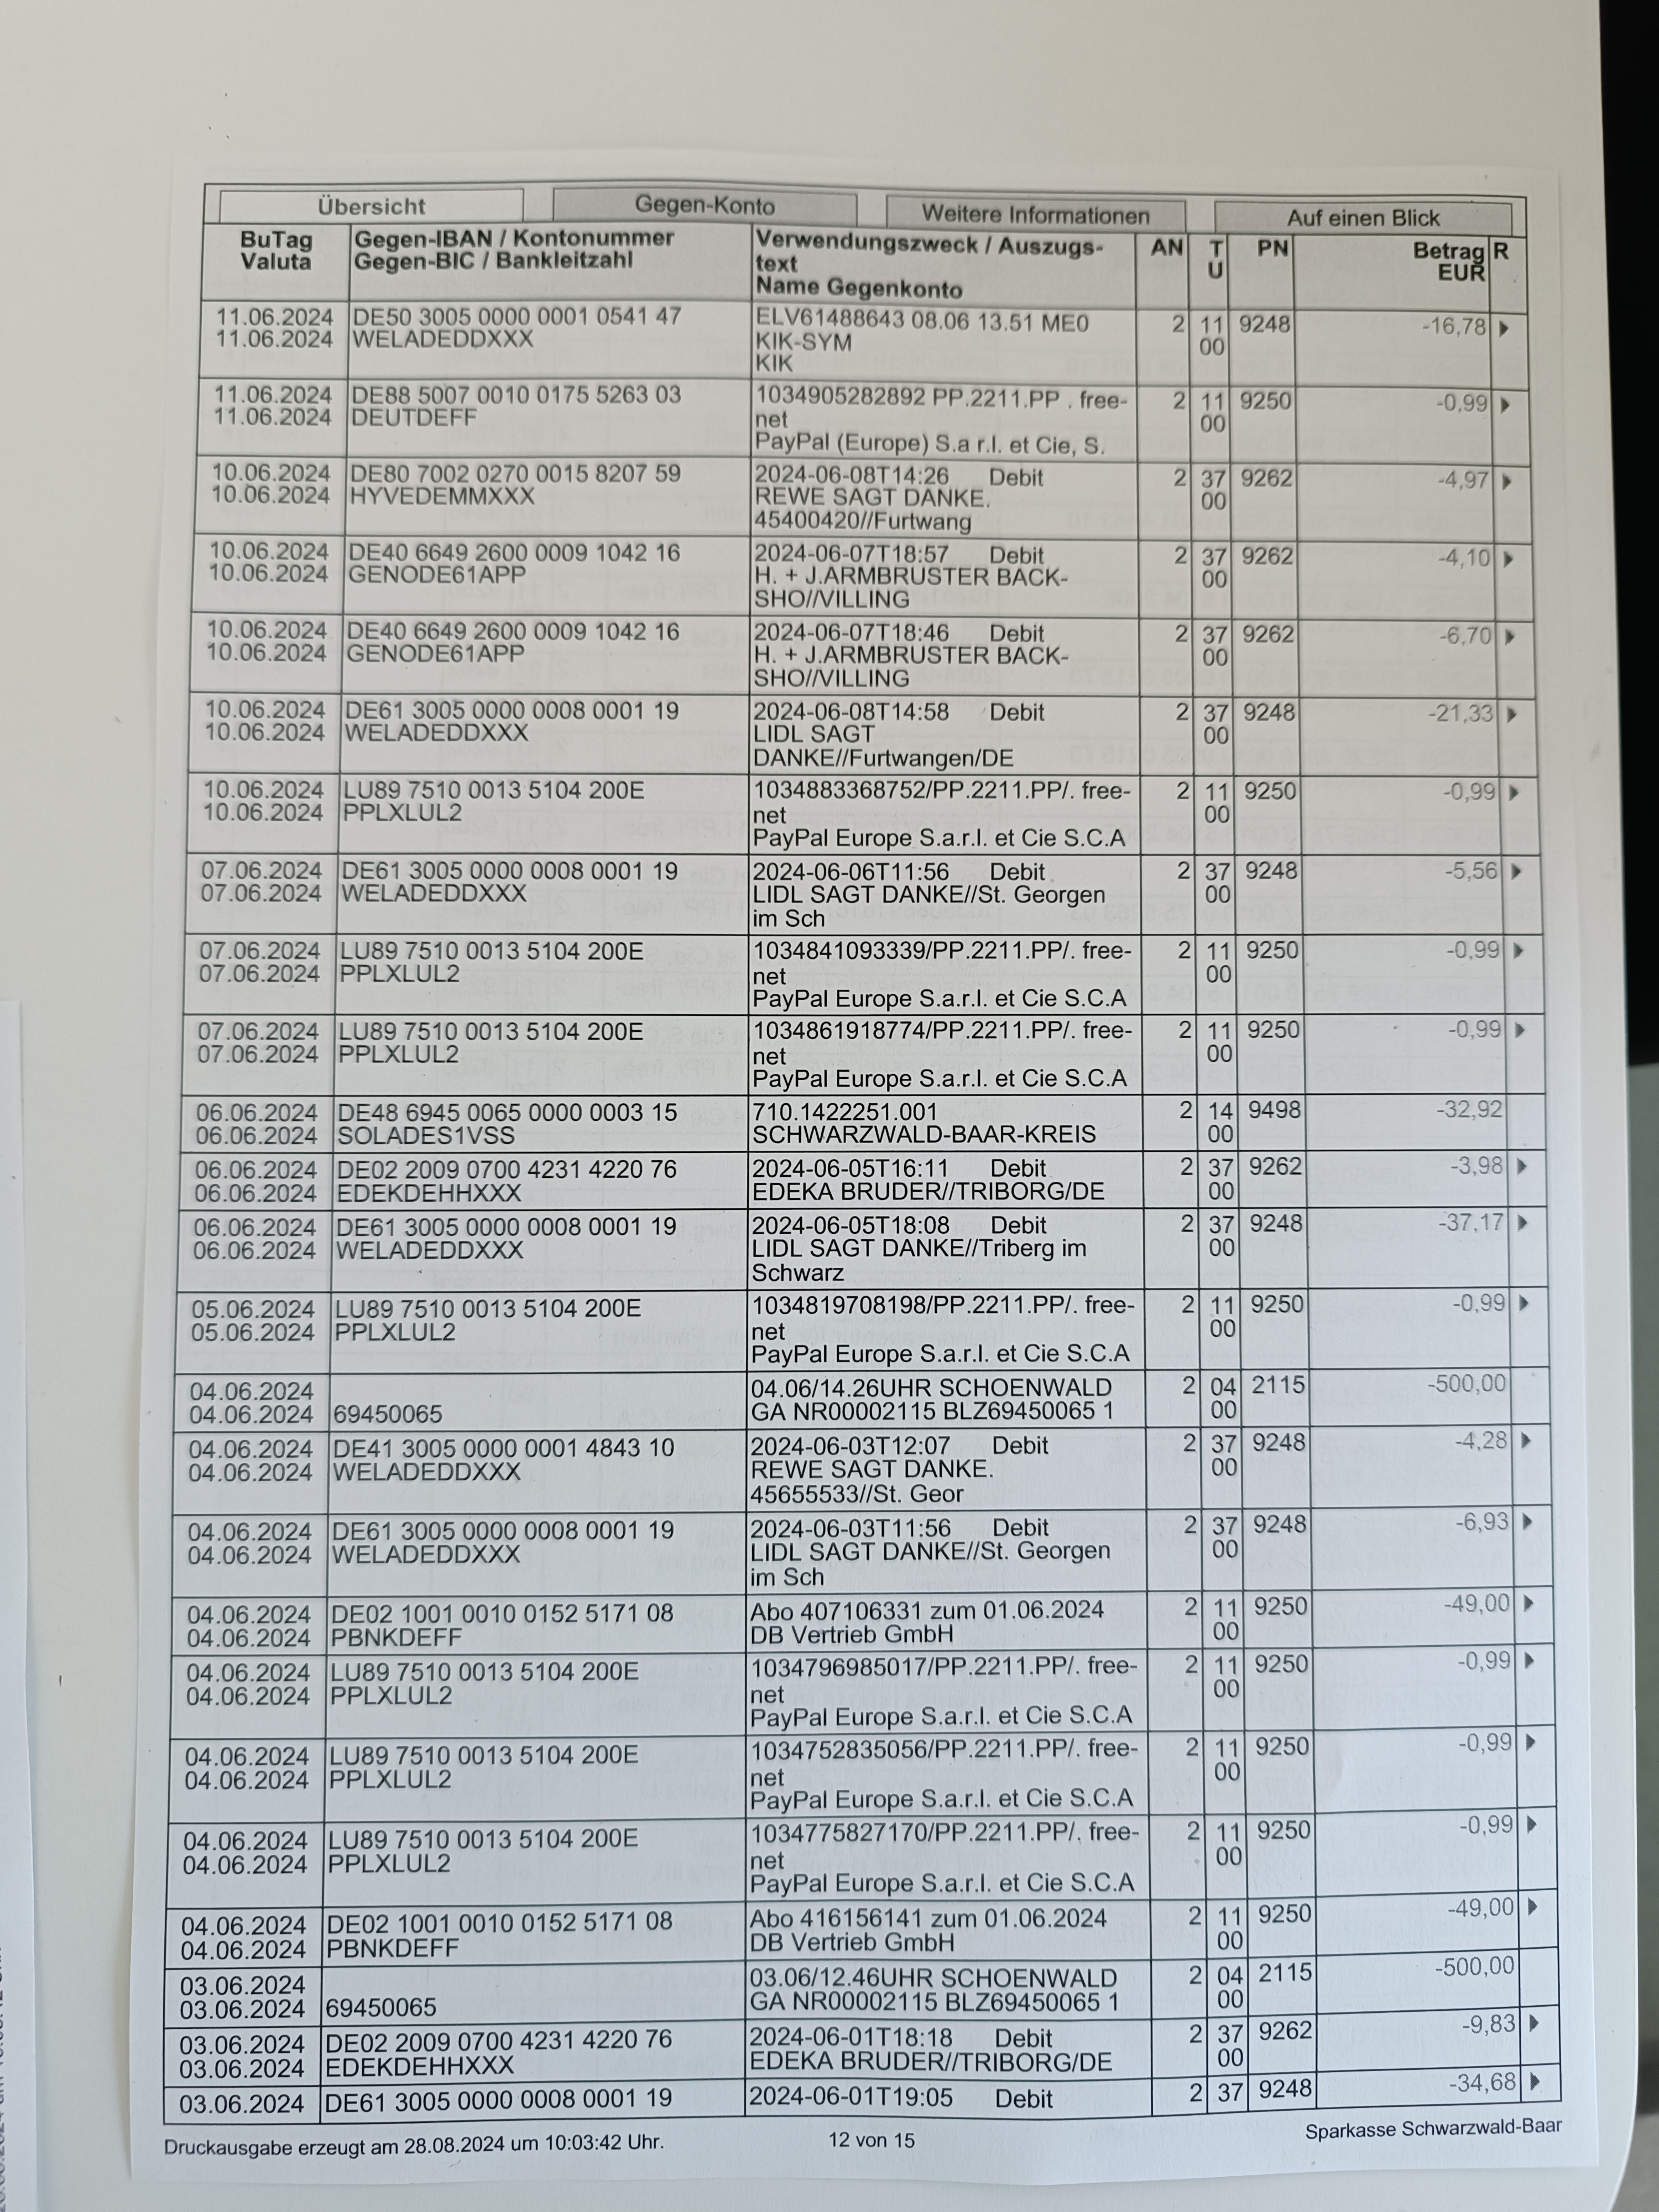 Übersicht Gegen-Konto Weitere Informationen Auf einen Blick
BuTag Gegen-IBAN / Kontonummer Verwendungszweck / Auszugs- AN T PN Betrag R
Valuta Gegen-BIC / Bankleitzahl text U EUR
Name Gegenkonto
11.06.2024 DE50 3005 0000 0001 0541 47 ELV61488643 08.06 13.51 ME0 2 11 9248 -16,78
11.06.2024 WELADEDDXXX KIK-SYM 00
KIK
11.06.2024 DE88 5007 0010 0175 5263 03 1034905282892 PP.2211.PP . free- 2 11 9250 -0,99
11.06.2024 DEUTDEFF net 00
PayPal (Europe) S.a r.l. et Cie, S.
10.06.2024 DE80 7002 0270 0015 8207 59 2024-06-08T14:26 Debit 2 37 9262 -4,97
10.06.2024 HYVEDEMMXXX REWE SAGT DANKE. 00
45400420//Furtwang
10.06.2024 DE40 6649 2600 0009 1042 16 2024-06-07T18:57 Debit 2 37 9262 -4,10
10.06.2024 GENODE61APP H. + J.ARMBRUSTER BACK- 00
SHO//VILLING
10.06.2024 DE40 6649 2600 0009 1042 16 2024-06-07T18:46 Debit 2 37 9262 -6,70
10.06.2024 GENODE61APP H. + J.ARMBRUSTER BACK- 00
SHO//VILLING
10.06.2024 DE61 3005 0000 0008 0001 19 2024-06-08T14:58 Debit 2 37 9248 -21,33
10.06.2024 WELADEDDXXX LIDL SAGT 00
DANKE//Furtwangen/DE
10.06.2024 LU89 7510 0013 5104 200E 1034883368752/PP.2211.PP/. free- 2 11 9250 -0,99
10.06.2024 PPLXLUL2 net 00
PayPal Europe S.a.r.l. et Cie S.C.A
07.06.2024 DE61 3005 0000 0008 0001 19 2024-06-06T11:56 Debit 2 37 9248 -5,56
07.06.2024 WELADEDDXXX LIDL SAGT DANKE//St. Georgen 00
im Sch
07.06.2024 LU89 7510 0013 5104 200E 1034841093339/PP.2211.PP/. free- 2 11 9250 -0,99
07.06.2024 PPLXLUL2 net 00
PayPal Europe S.a.r.l. et Cie S.C.A
07.06.2024 LU89 7510 0013 5104 200E 1034861918774/PP.2211.PP/. free- 2 11 9250 -0,99
07.06.2024 PPLXLUL2 net 00
PayPal Europe S.a.r.l. et Cie S.C.A
06.06.2024 DE48 6945 0065 0000 0003 15 710.1422251.001 2 14 9498 -32,92
06.06.2024 SOLADES1VSS SCHWARZWALD-BAAR-KREIS 00
06.06.2024 DE02 2009 0700 4231 4220 76 2024-06-05T16:11 Debit 2 37 9262 -3,98
06.06.2024 EDEKDEHHXXX EDEKA BRUDER//TRIBORG/DE 00
06.06.2024 DE61 3005 0000 0008 0001 19 2024-06-05T18:08 Debit 2 37 9248 -37,17
06.06.2024 WELADEDDXXX LIDL SAGT DANKE//Triberg im 00
Schwarz
05.06.2024 LU89 7510 0013 5104 200E 1034819708198/PP.2211.PP/. free- 2 11 9250 -0,99
05.06.2024 PPLXLUL2 net 00
PayPal Europe S.a.r.l. et Cie S.C.A
04.06.2024 04.06/14.26UHR SCHOENWALD 2 04 2115 -500,00
04.06.2024 69450065 GA NR00002115 BLZ69450065 1 00
04.06.2024 DE41 3005 0000 0001 4843 10 2024-06-03T12:07 Debit 2 37 9248 -4,28
04.06.2024 WELADEDDXXX REWE SAGT DANKE. 00
45655533//St. Geor
04.06.2024 DE61 3005 0000 0008 0001 19 2024-06-03T11:56 Debit 2 37 9248 -6,93
04.06.2024 WELADEDDXXX LIDL SAGT DANKE//St. Georgen 00
im Sch
04.06.2024 DE02 1001 0010 0152 5171 08 Abo 407106331 zum 01.06.2024 2 11 9250 -49,00
04.06.2024 PBNKDEFF DB Vertrieb GmbH 00
04.06.2024 LU89 7510 0013 5104 200E 1034796985017/PP.2211.PP/. free- 2 11 9250 -0,99
04.06.2024 PPLXLUL2 net 00
PayPal Europe S.a.r.l. et Cie S.C.A
04.06.2024 LU89 7510 0013 5104 200E 1034752835056/PP.2211.PP/. free- 2 11 9250 -0,99
04.06.2024 PPLXLUL2 net 00
PayPal Europe S.a.r.l. et Cie S.C.A
04.06.2024 LU89 7510 0013 5104 200E 1034775827170/PP.2211.PP/. free- 2 11 9250 -0,99
04.06.2024 PPLXLUL2 net 00
PayPal Europe S.a.r.l. et Cie S.C.A
04.06.2024 DE02 1001 0010 0152 5171 08 Abo 416156141 zum 01.06.2024 2 11 9250 -49,00
04.06.2024 PBNKDEFF DB Vertrieb GmbH 00
03.06.2024 03.06/12.46UHR SCHOENWALD 2 04 2115 -500,00
03.06.2024 69450065 GA NR00002115 BLZ69450065 1 00
03.06.2024 DE02 2009 0700 4231 4220 76 2024-06-01T18:18 Debit 2 37 9262 -9,83
03.06.2024 EDEKDEHHXXX EDEKA BRUDER//TRIBORG/DE 00
03.06.2024 DE61 3005 0000 0008 0001 19 2024-06-01T19:05 Debit 2 37 9248 -34,68
Druckausgabe erzeugt am 28.08.2024 um 10:03:42 Uhr. 12 von 15 Sparkasse Schwarzwald-Baar